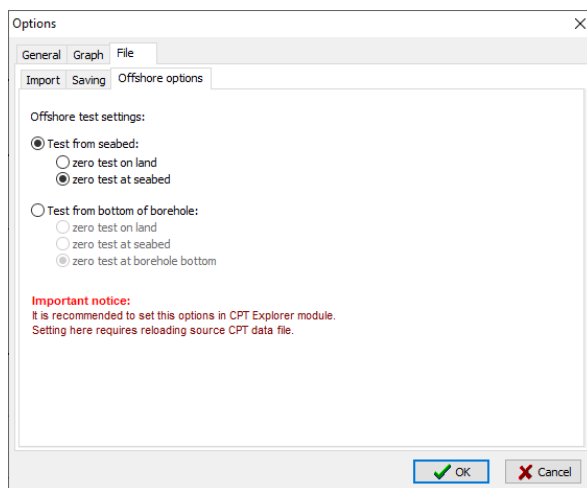 Options
General Graph File
Import Saving Offshore options
Offshore test settings:
Test from seabed:
zero test on land
zero test at seabed
Test from bottom of borehole:
zero test on land
zero test at seabed
zero test at borehole bottom
Important notice:
It is recommended to set this options in CPT Explorer module.
Setting here requires reloading source CPT data file.
OK Cancel